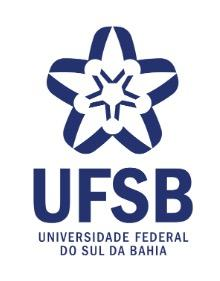 UFSB
UNIVERSIDADE FEDERAL
DO SUL DA BAHIA